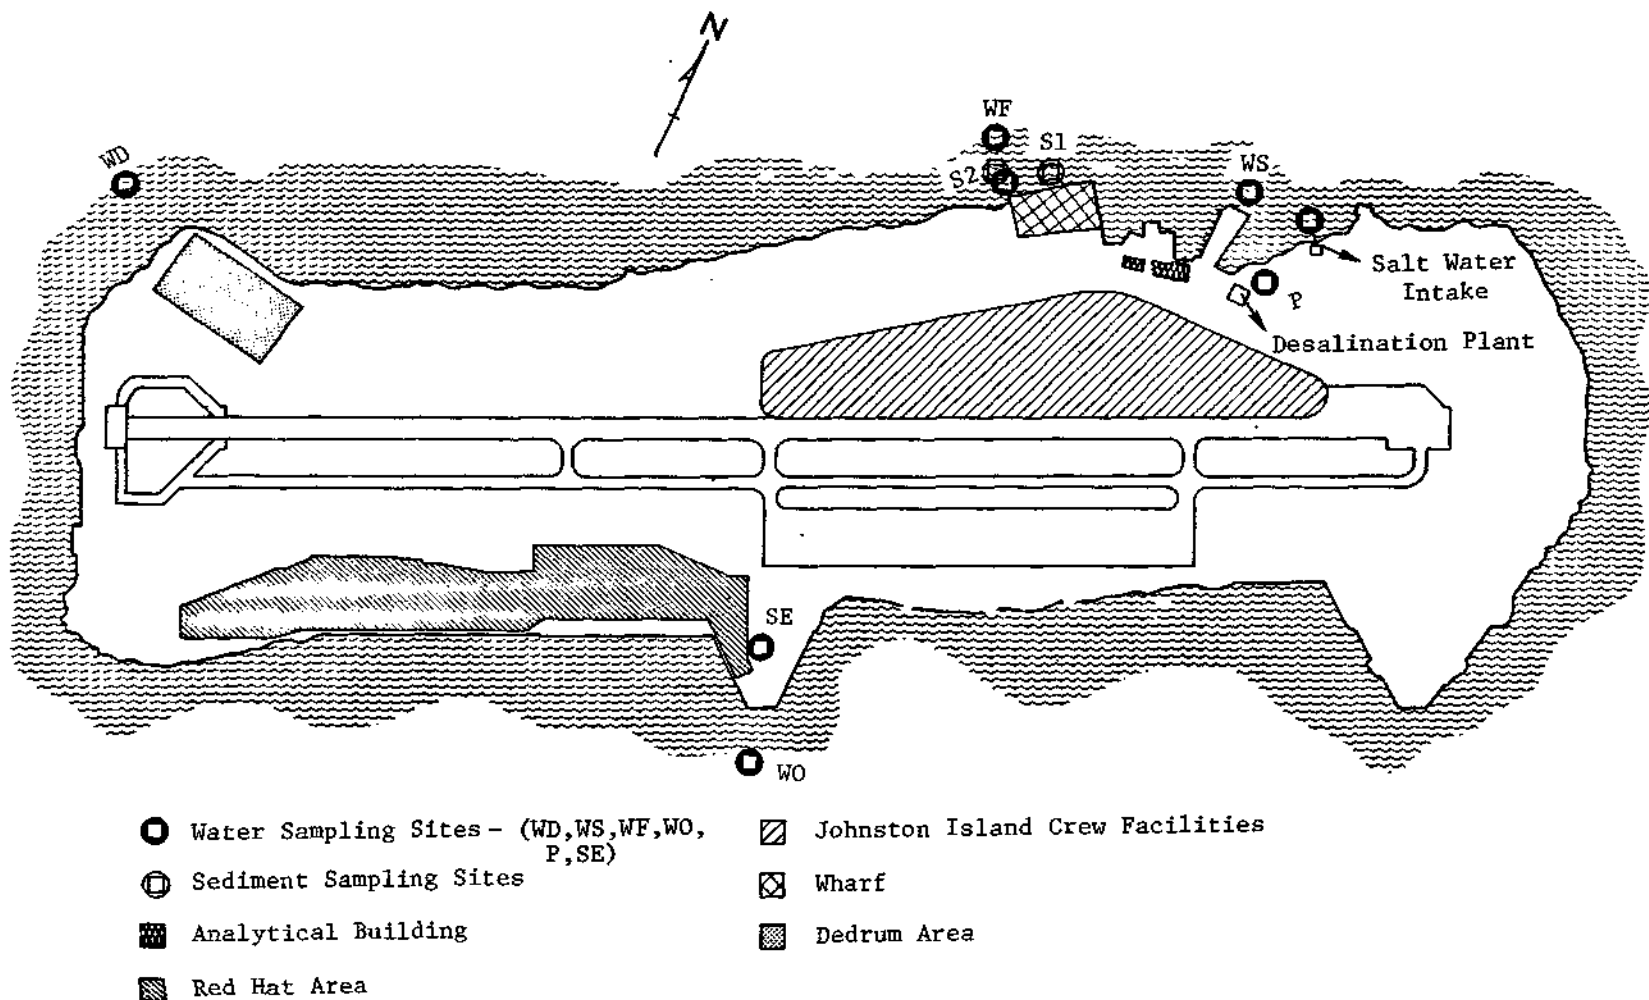 N
WF
S1
WD
S2
WS
Salt Water
Intake
P
Desalination Plant
SE
WO
Water Sampling Sites - (WD,WS,WF,WO,
P,SE)
Sediment Sampling Sites
Analytical Building
Red Hat Area
Johnston Island Crew Facilities
Wharf
Dedrum Area